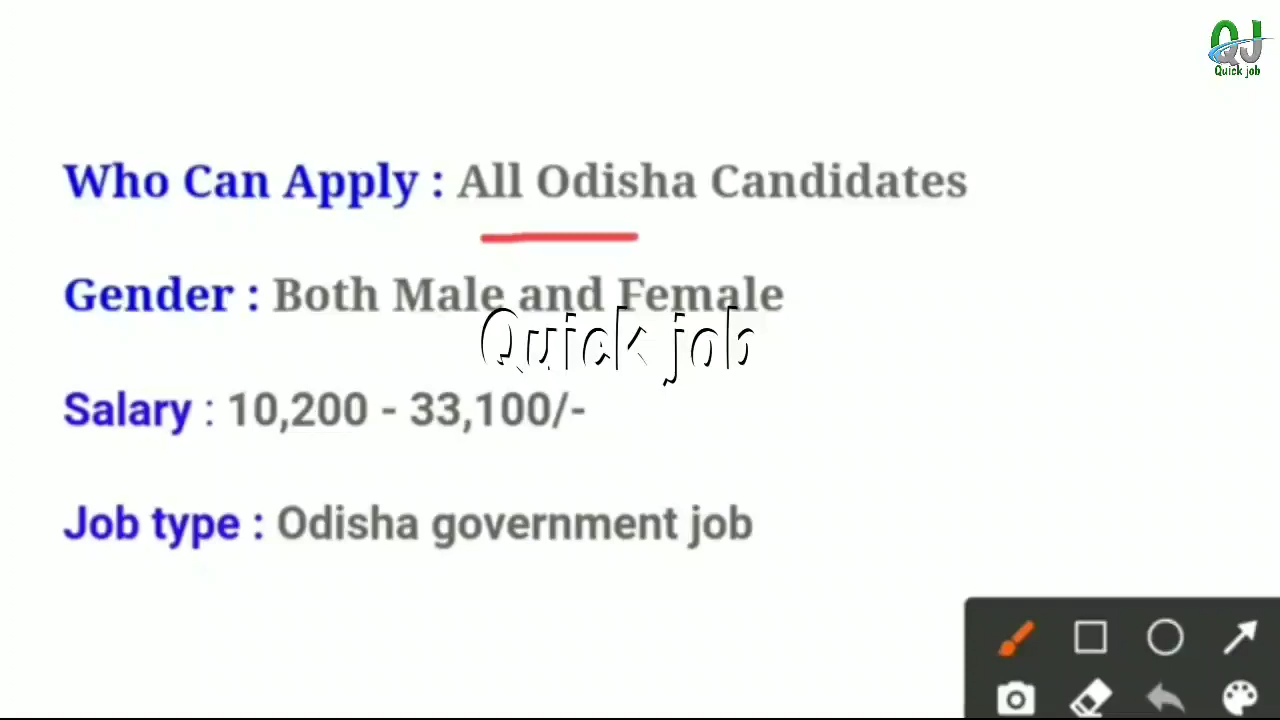 QJ
Quick job
Who Can Apply : All Odisha Candidates
Gender : Both Male and Female
Quick job
Salary : 10,200 - 33,100/-
Job type : Odisha government job